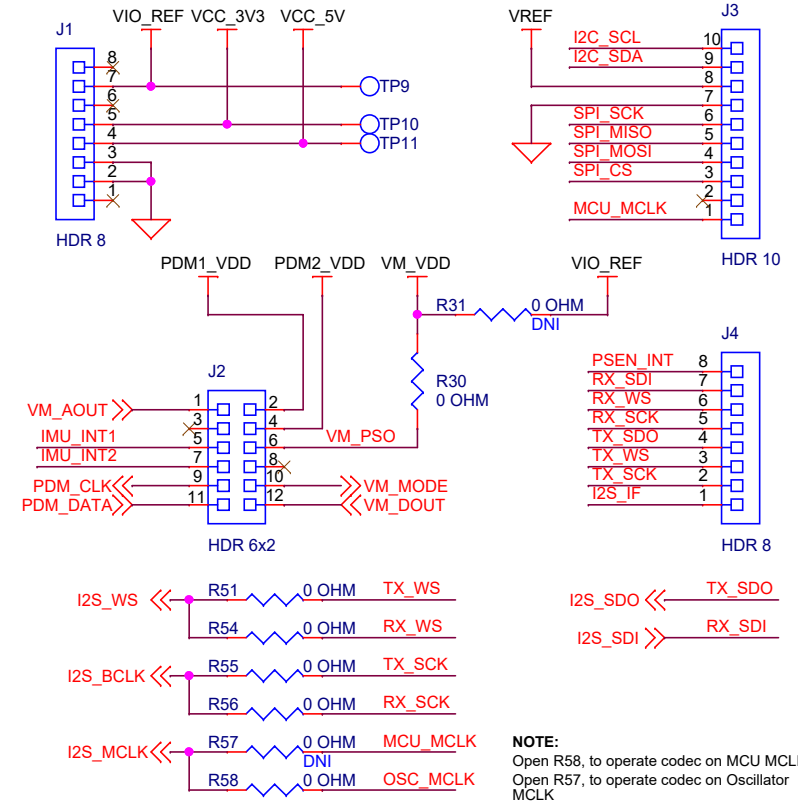 J1
VIO_REF VCC_3V3 VCC_5V
8
7
6
5
4
3
2
1
TP9
TP10
TP11
HDR 8
VREF
J3
I2C_SCL 10
I2C_SDA 9
8
7
SPI_SCK 6
SPI_MISO 5
SPI_MOSI 4
SPI_CS 3
2
MCU_MCLK 1
HDR 10
PDM1_VDD PDM2_VDD VM_VDD VIO_REF
R31 0 OHM
DNI
R30
0 OHM
J2
VM_AOUT 1 2
3 4
IMU_INT1 5 6 VM_PSO
IMU_INT2 7 8
PDM_CLK 9 10 VM_MODE
PDM_DATA 11 12 VM_DOUT
HDR 6x2
J4
PSEN_INT 8
RX_SDI 7
RX_WS 6
RX_SCK 5
TX_SDO 4
TX_WS 3
TX_SCK 2
I2S_IF 1
HDR 8
I2S_WS R51 0 OHM TX_WS
R54 0 OHM RX_WS
I2S_BCLK R55 0 OHM TX_SCK
R56 0 OHM RX_SCK
I2S_MCLK R57 0 OHM MCU_MCLK
DNI
R58 0 OHM OSC_MCLK
I2S_SDO TX_SDO
I2S_SDI RX_SDI
NOTE:
Open R58, to operate codec on MCU MCL
Open R57, to operate codec on Oscillator
MCLK